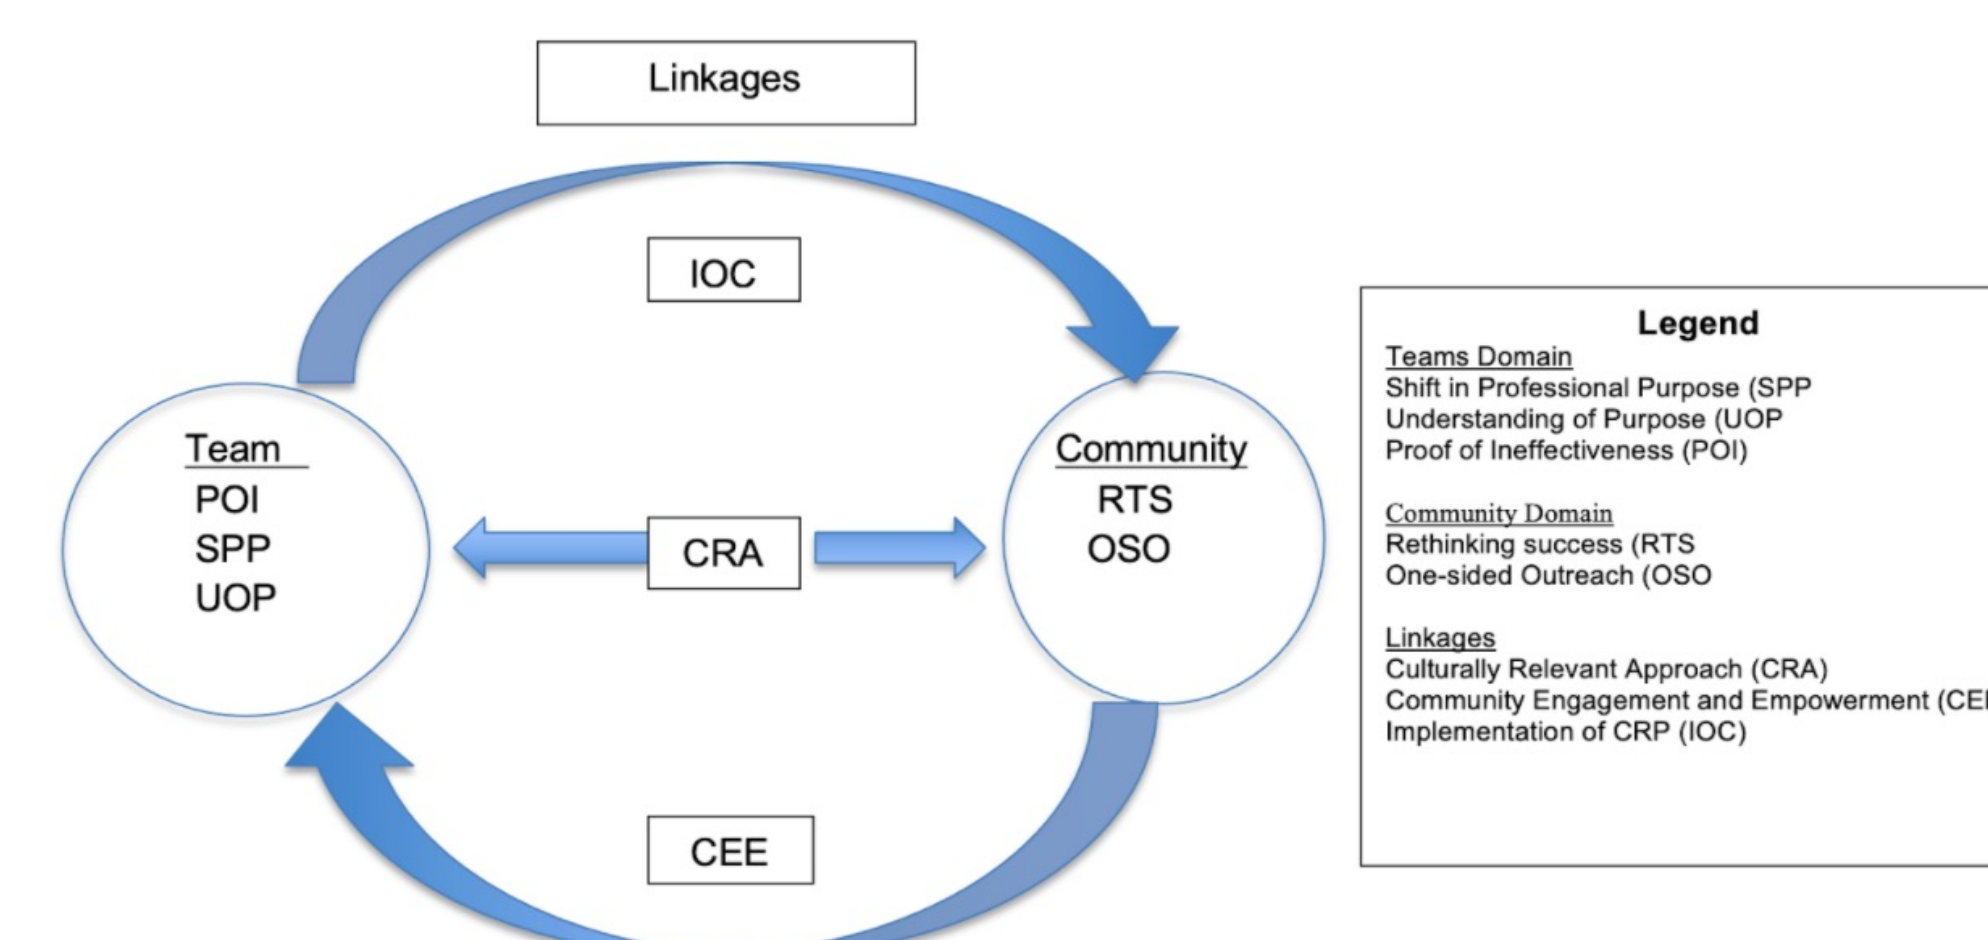 Linkages
IOC
Team
POI
SPP
UOP
CRA
Community
RTS
OSO
CEE
Legend
Teams Domain
Shift in Professional Purpose (SPP
Understanding of Purpose (UOP
Proof of Ineffectiveness (POI)
Community Domain
Rethinking success (RTS
One-sided Outreach (OSO
Linkages
Culturally Relevant Approach (CRA)
Community Engagement and Empowerment (CE
Implementation of CRP (IOC)